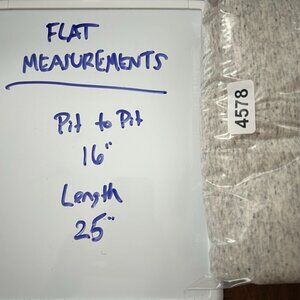 FLAT
MEASUREMENTS
Pit to Pit
16"
Length
25"
4578